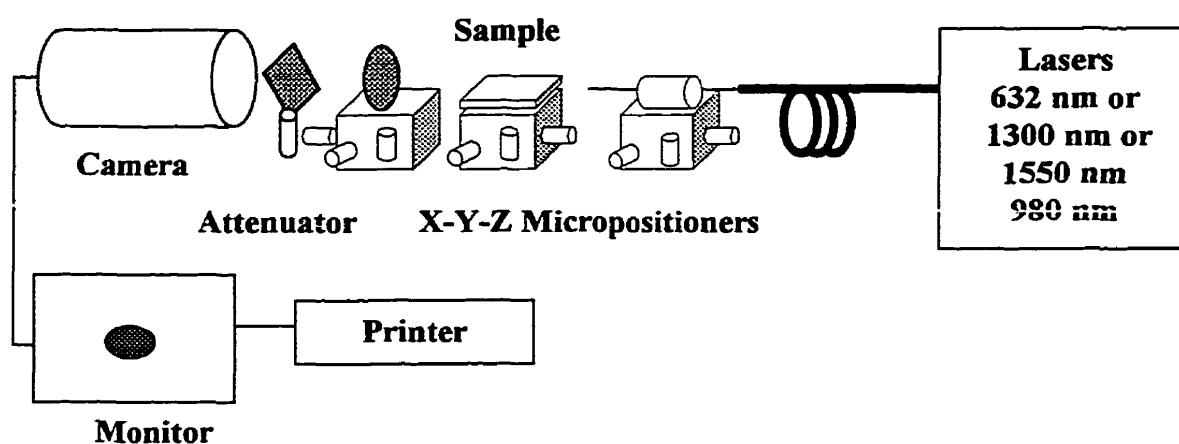 Sample
Lasers
632 nm or
1300 nm or
1550 nm
980 nm
Camera
Attenuator
X-Y-Z Micropositioners
Printer
Monitor